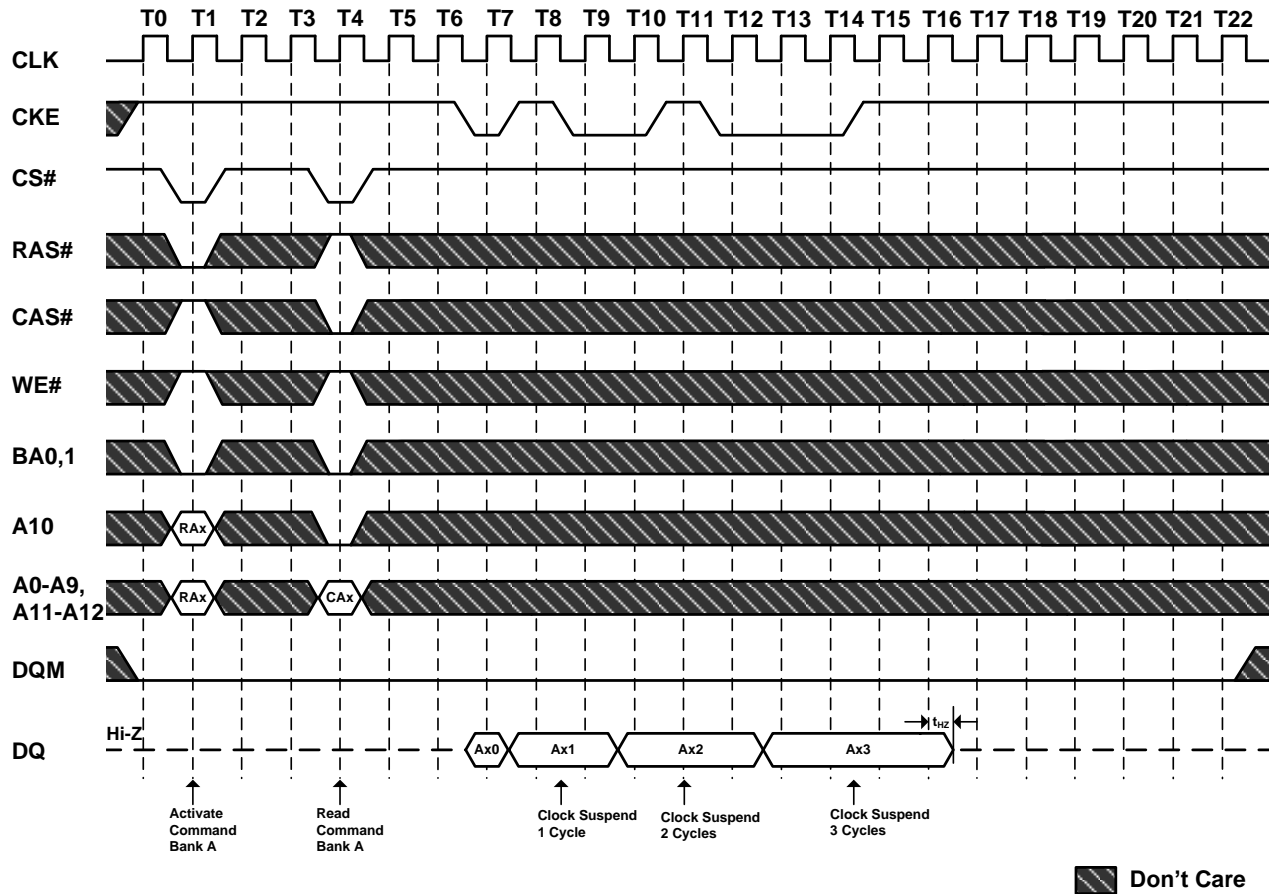 T0 T1 T2 T3 T4 T5 T6 T7 T8 T9 T10 T11 T12 T13 T14 T15 T16 T17 T18 T19 T20 T21 T22
CLK
CKE
CS#
RAS#
CAS#
WE#
BA0,1
A10
RAx
A0-A9,
A11-A12
RAx
CAx
DQM
tHZ
Hi-Z
DQ
Ax0
Ax1
Ax2
Ax3
Activate
Command
Bank A
Read
Command
Bank A
Clock Suspend
1 Cycle
Clock Suspend
2 Cycles
Clock Suspend
3 Cycles
Don't Care